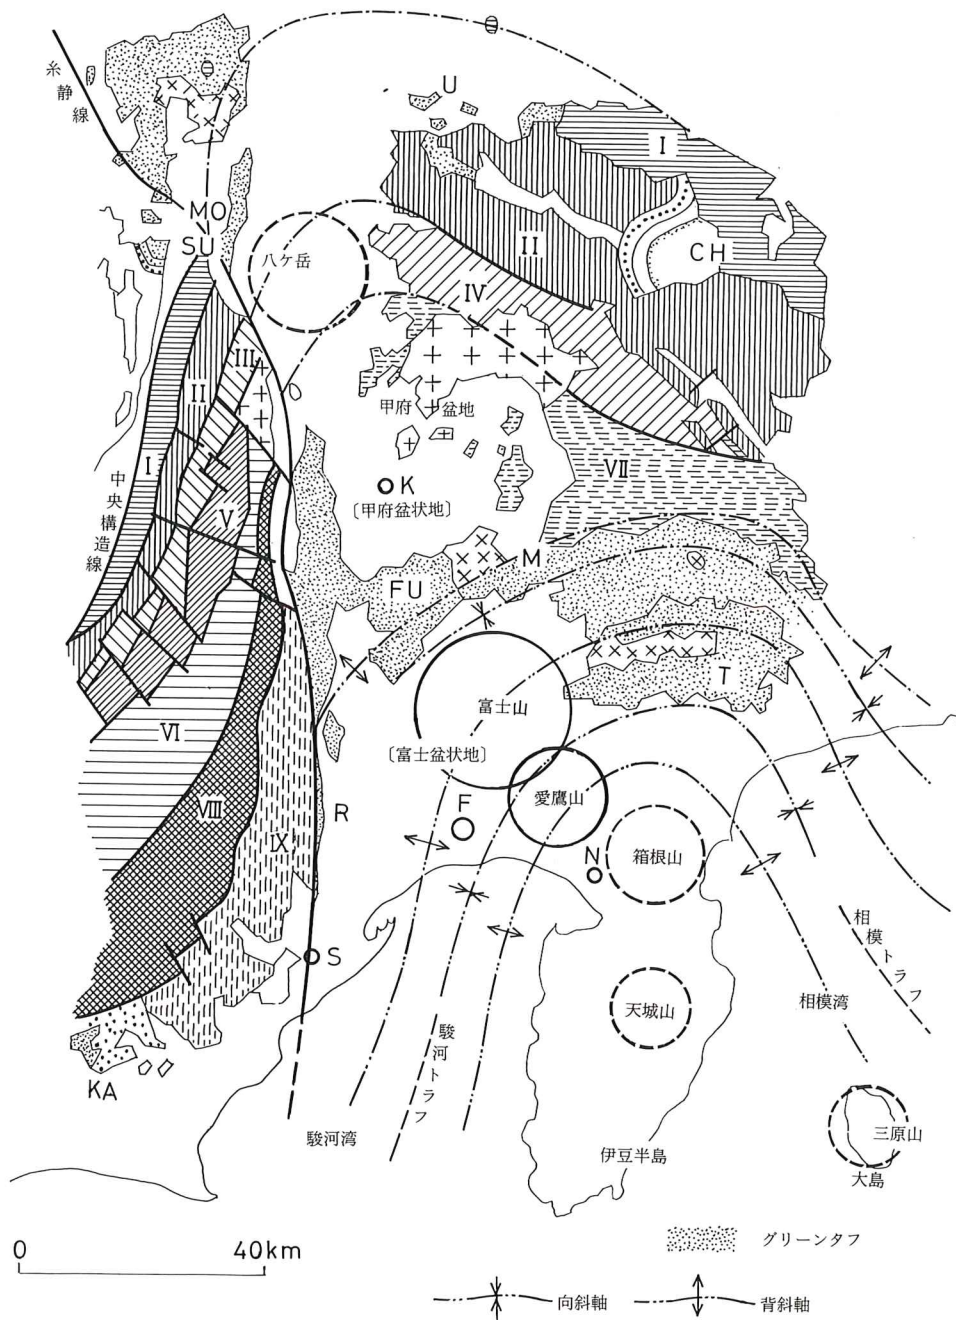 糸静線
U
I
MO
SU
八ケ岳
II
CH
IV
III
II
甲府盆地
I
VII
K
〔甲府盆状地〕
V
中央構造線
M
FU
T
富士山
VI
〔富士盆状地〕
愛鷹山
VIII
R
F
IX
N
箱根山
S
相模トラフ
天城山
相模湾
駿河トラフ
KA
三原山
駿河湾
伊豆半島
大島
グリーンタフ
0 40km
向斜軸
背斜軸